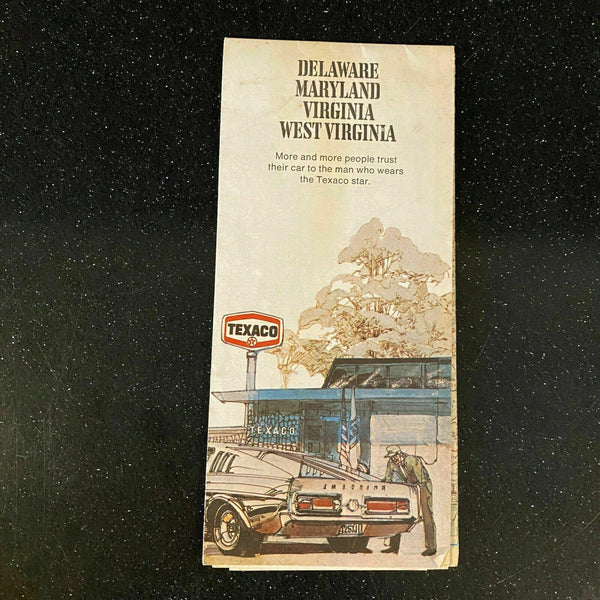 DELAWARE
MARYLAND
VIRGINIA
WEST VIRGINIA
More and more people trust
their car to the man who wears
the Texaco star.
TEXACO
TEXACO